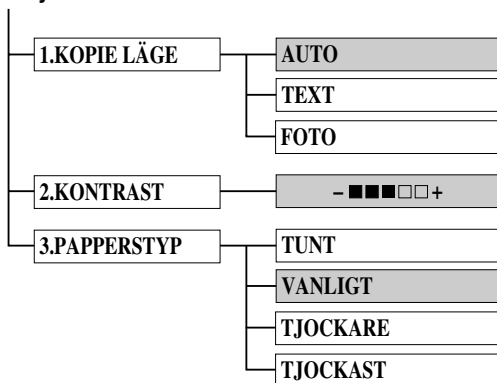 1.KOPIE LÄGE
AUTO
TEXT
FOTO
2.KONTRAST
– ■■■□□ +
3.PAPPERSTYP
TUNT
VANLIGT
TJOCKARE
TJOCKAST